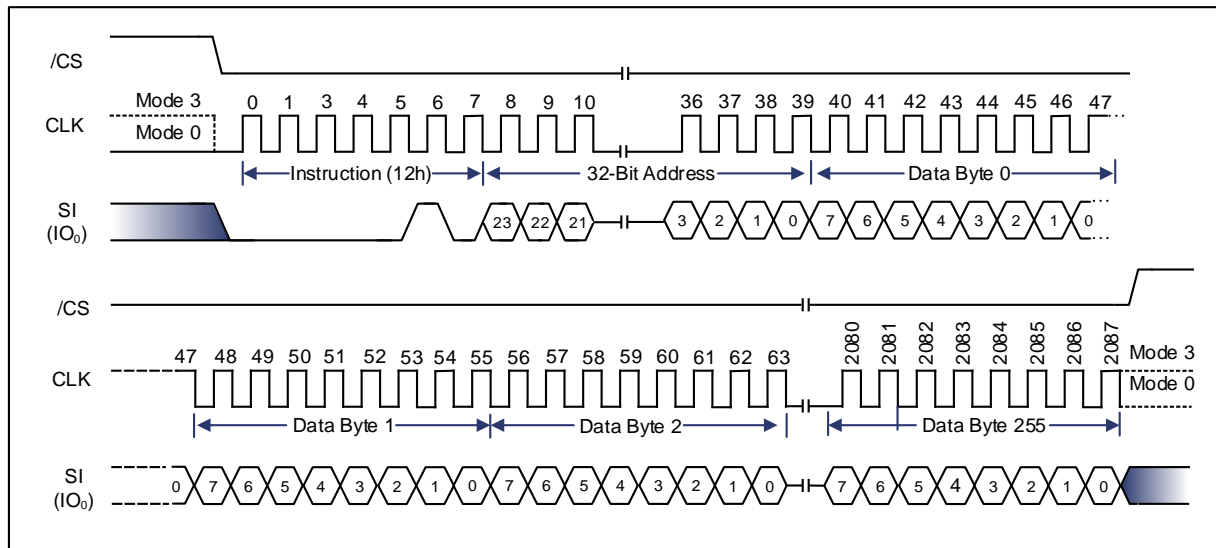 /CS
Mode 3
0 1 3 4 5 6 7 8 9 10 36 37 38 39 40 41 42 43 44 45 46 47
CLK
Mode 0
Instruction (12h) 32-Bit Address Data Byte 0
SI
(IO0)
23 22 21 3 2 1 0 7 6 5 4 3 2 1 0
/CS
47 48 49 50 51 52 53 54 55 56 57 58 59 60 61 62 63 2080 2081 2082 2083 2084 2085 2086 2087
Mode 3
CLK
Mode 0
Data Byte 1 Data Byte 2 Data Byte 255
SI
(IO0)
0 7 6 5 4 3 2 1 0 7 6 5 4 3 2 1 0 7 6 5 4 3 2 1 0